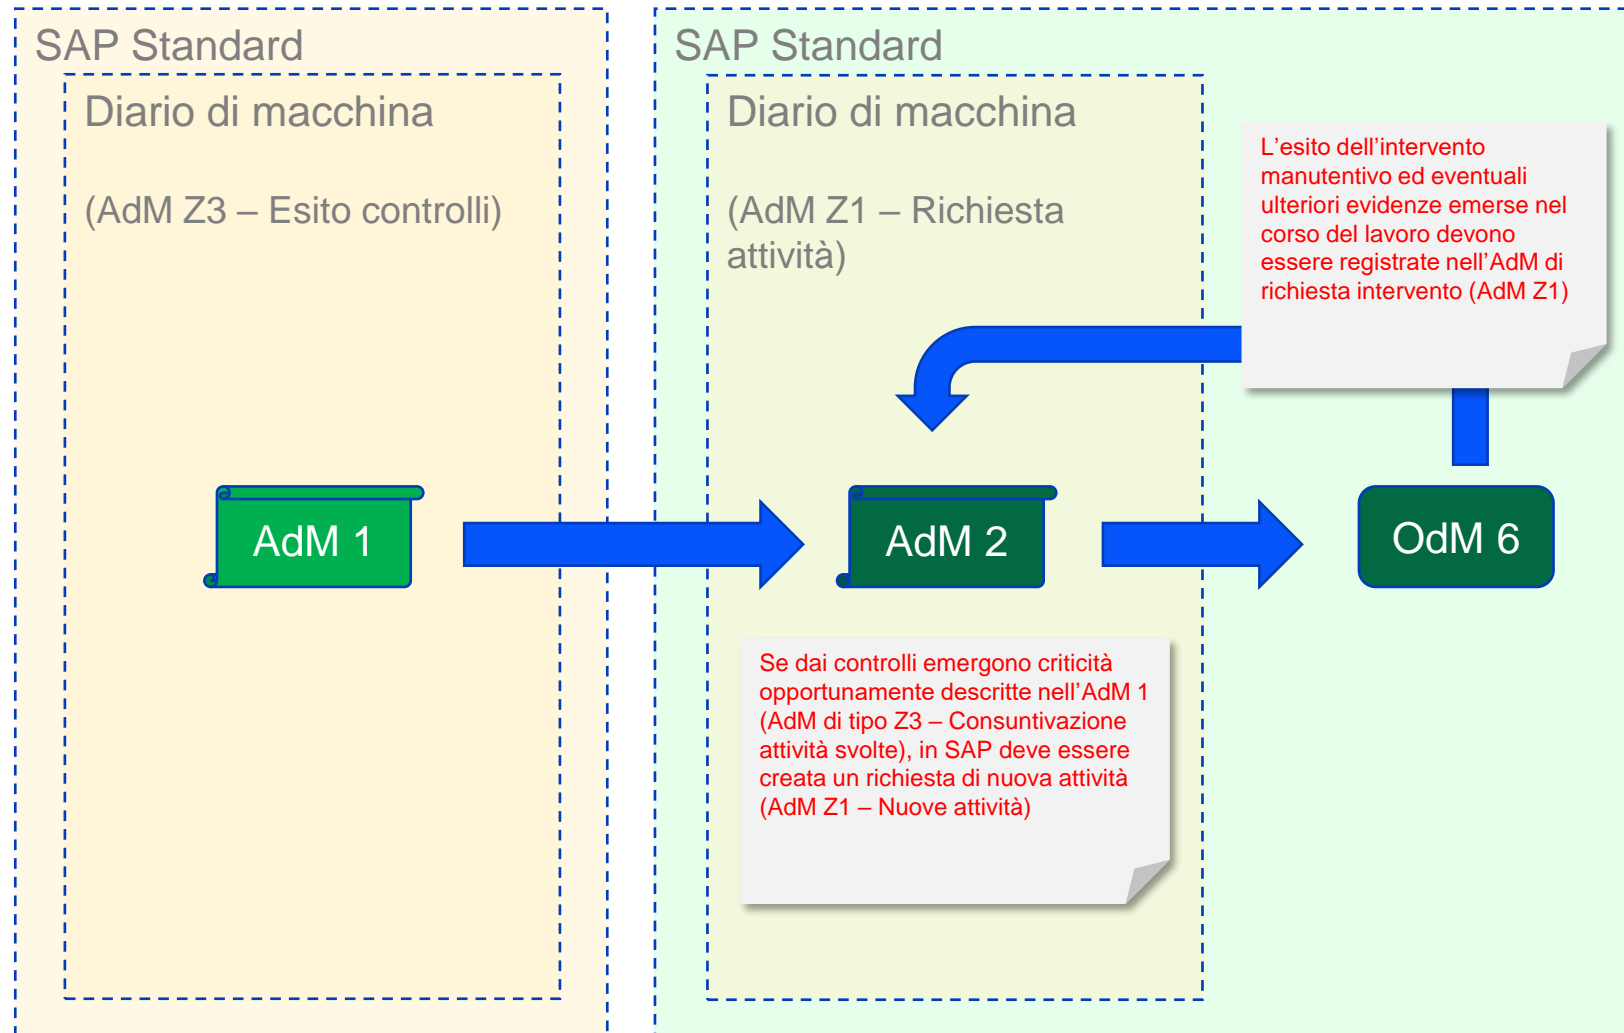 SAP Standard
Diario di macchina
(AdM Z3 – Esito controlli)
AdM 1
SAP Standard
Diario di macchina
(AdM Z1 – Richiesta
attività)
L’esito dell’intervento
manutentivo ed eventuali
ulteriori evidenze emerse nel
corso del lavoro devono
essere registrate nell’AdM di
richiesta intervento (AdM Z1)
AdM 2
OdM 6
Se dai controlli emergono criticità
opportunamente descritte nell’AdM 1
(AdM di tipo Z3 – Consuntivazione
attività svolte), in SAP deve essere
creata un richiesta di nuova attività
(AdM Z1 – Nuove attività)